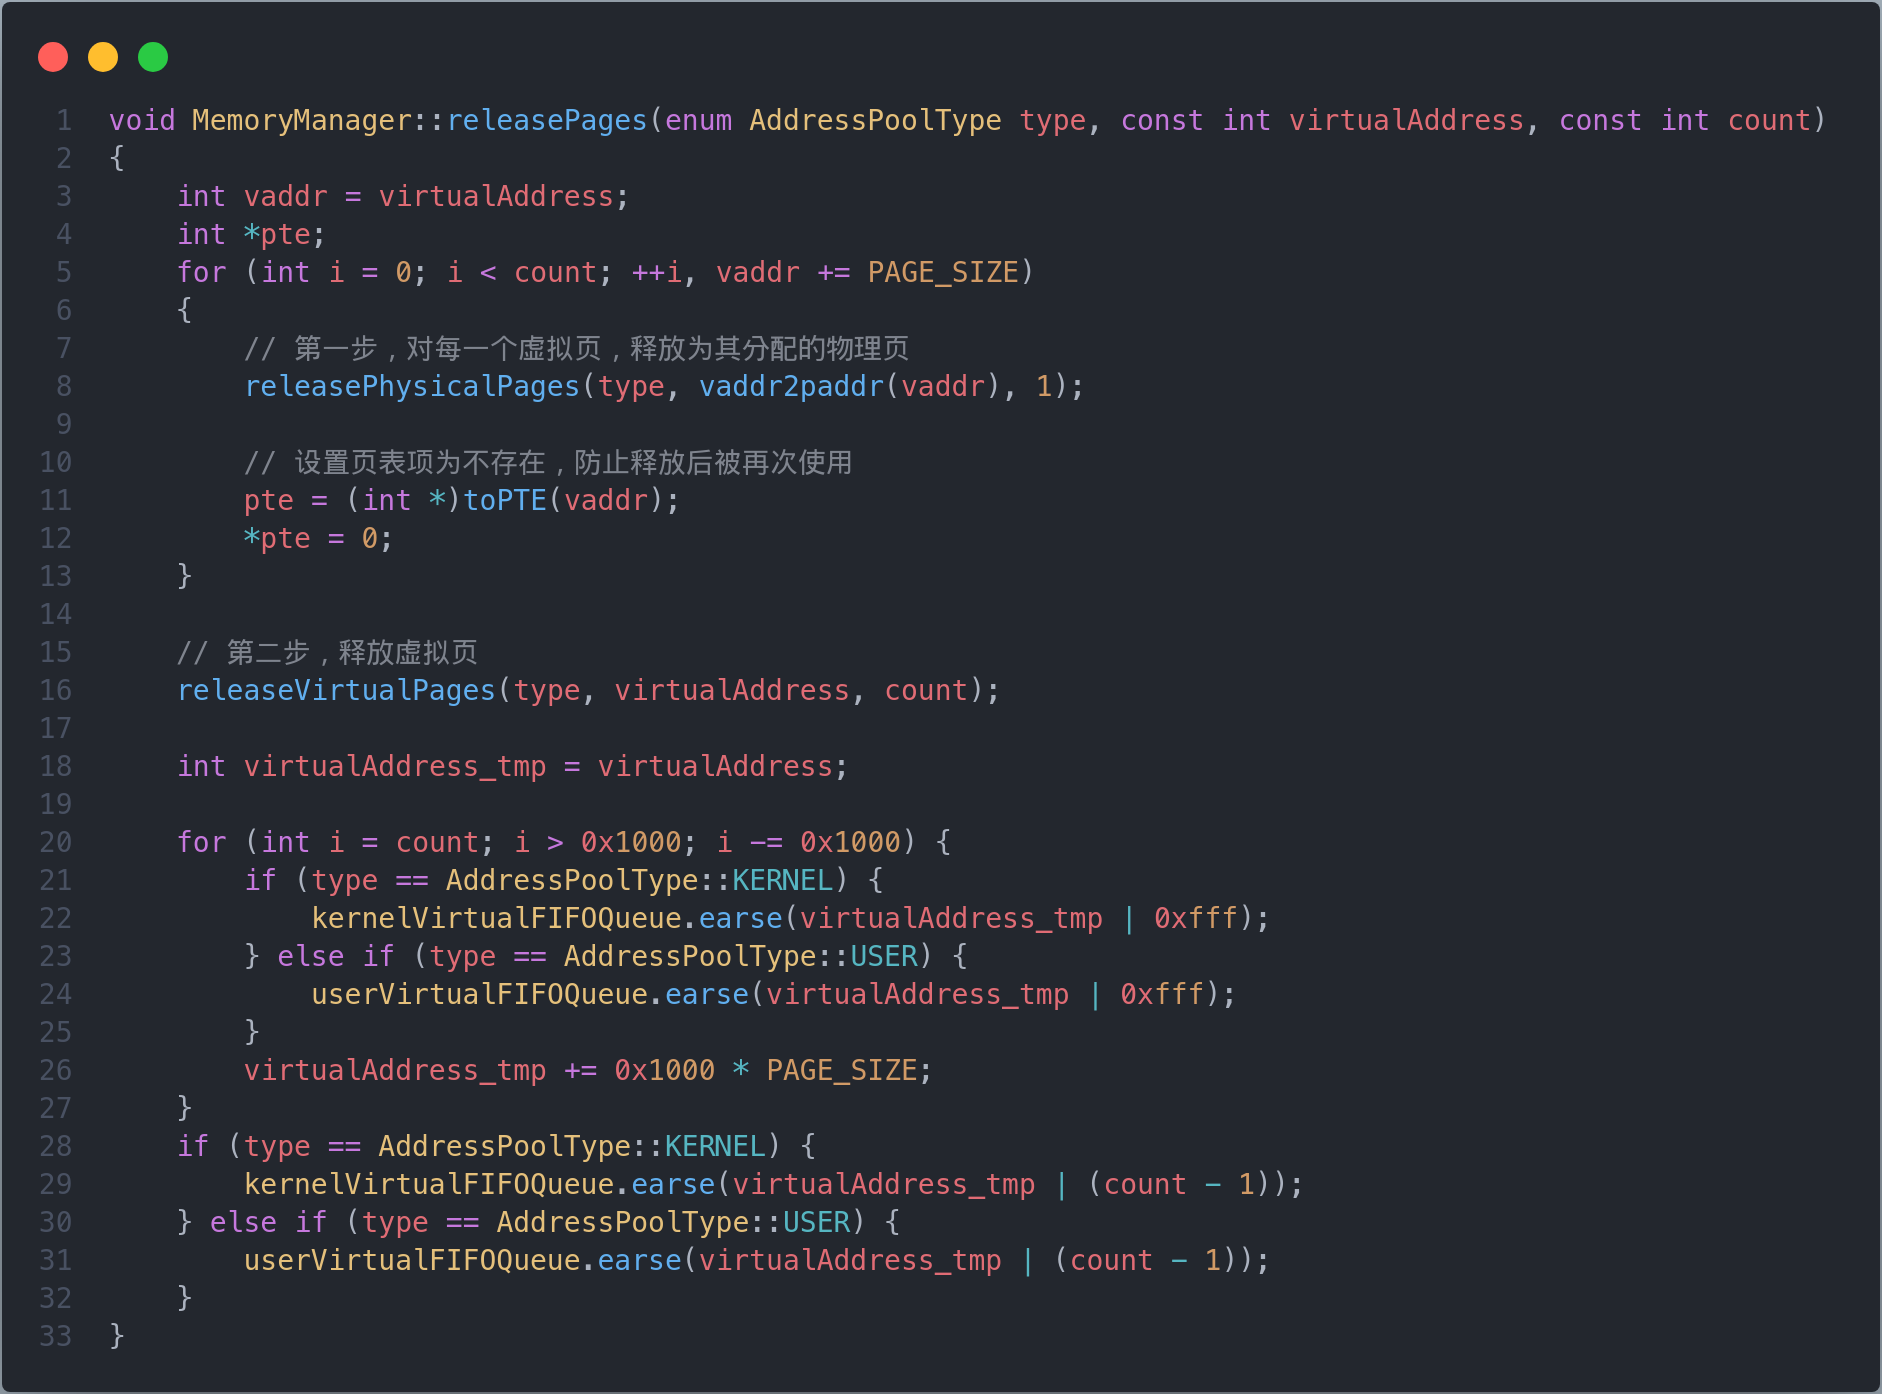 1 void MemoryManager::releasePages(enum AddressPoolType type, const int virtualAddress, const int count)
2 {
3     int vaddr = virtualAddress;
4     int *pte;
5     for (int i = 0; i < count; ++i, vaddr += PAGE_SIZE)
6     {
7         // 第一步，对每一个虚拟页，释放为其分配的物理页
8         releasePhysicalPages(type, vaddr2paddr(vaddr), 1);
9
10         // 设置页表项为不存在，防止释放后被再次使用
11         pte = (int *)toPTE(vaddr);
12         *pte = 0;
13     }
14
15     // 第二步，释放虚拟页
16     releaseVirtualPages(type, virtualAddress, count);
17
18     int virtualAddress_tmp = virtualAddress;
19
20     for (int i = count; i > 0x1000; i -= 0x1000) {
21         if (type == AddressPoolType::KERNEL) {
22             kernelVirtualFIFOQueue.earse(virtualAddress_tmp | 0xfff);
23         } else if (type == AddressPoolType::USER) {
24             userVirtualFIFOQueue.earse(virtualAddress_tmp | 0xfff);
25         }
26         virtualAddress_tmp += 0x1000 * PAGE_SIZE;
27     }
28     if (type == AddressPoolType::KERNEL) {
29         kernelVirtualFIFOQueue.earse(virtualAddress_tmp | (count - 1));
30     } else if (type == AddressPoolType::USER) {
31         userVirtualFIFOQueue.earse(virtualAddress_tmp | (count - 1));
32     }
33 }